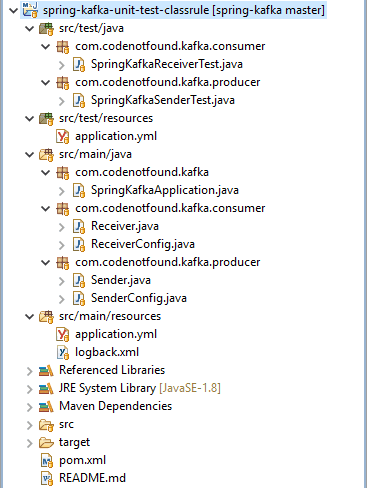 spring-kafka-unit-test-classrule [spring-kafka master]
src/test/java
com.codenotfound.kafka.consumer
SpringKafkaReceiverTest.java
com.codenotfound.kafka.producer
SpringKafkaSenderTest.java
src/test/resources
application.yml
src/main/java
com.codenotfound.kafka
SpringKafkaApplication.java
com.codenotfound.kafka.consumer
Receiver.java
ReceiverConfig.java
com.codenotfound.kafka.producer
Sender.java
SenderConfig.java
src/main/resources
application.yml
logback.xml
Referenced Libraries
JRE System Library [JavaSE-1.8]
Maven Dependencies
src
target
pom.xml
README.md